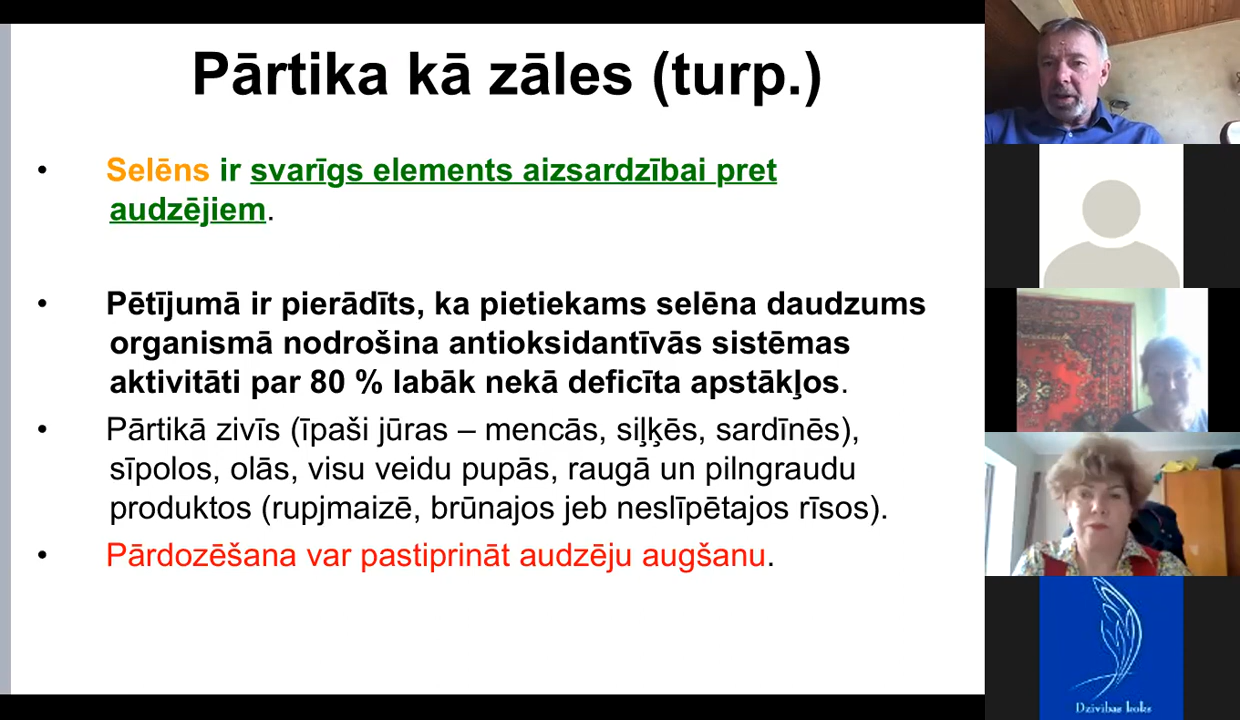 Pārtika kā zāles (turp.)
• Selēns ir svarīgs elements aizsardzībai pret
audzējiem.
• Pētījumā ir pierādīts, ka pietiekams selēna daudzums
organismā nodrošina antioksidantīvās sistēmas
aktivitāti par 80 % labāk nekā deficīta apstākļos.
• Pārtikā zivīs (īpaši jūras – mencās, siļķēs, sardīnēs),
sīpolos, olās, visu veidu pupās, raugā un pilngraudu
produktos (rupjmaizē, brūnajos jeb neslīpētajos rīsos).
• Pārdozēšana var pastiprināt audzēju augšanu.
Dzīvības koks